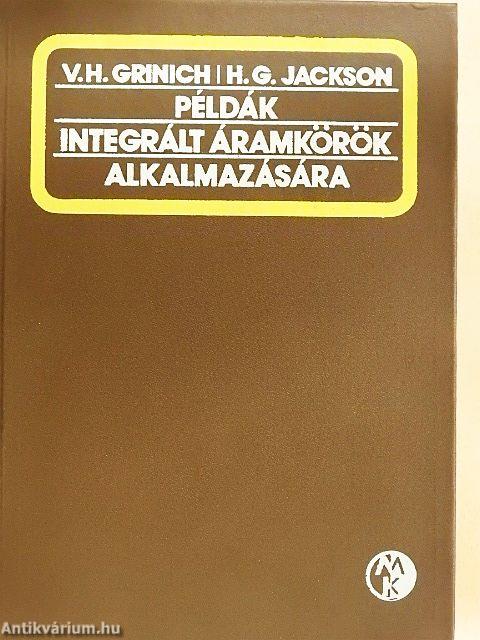 V.H. GRINICH | H. G. JACKSON
PÉLDÁK
INTEGRÁLT ÁRAMKÖRÖK
ALKALMAZÁSÁRA
MK
Antikvárium.hu